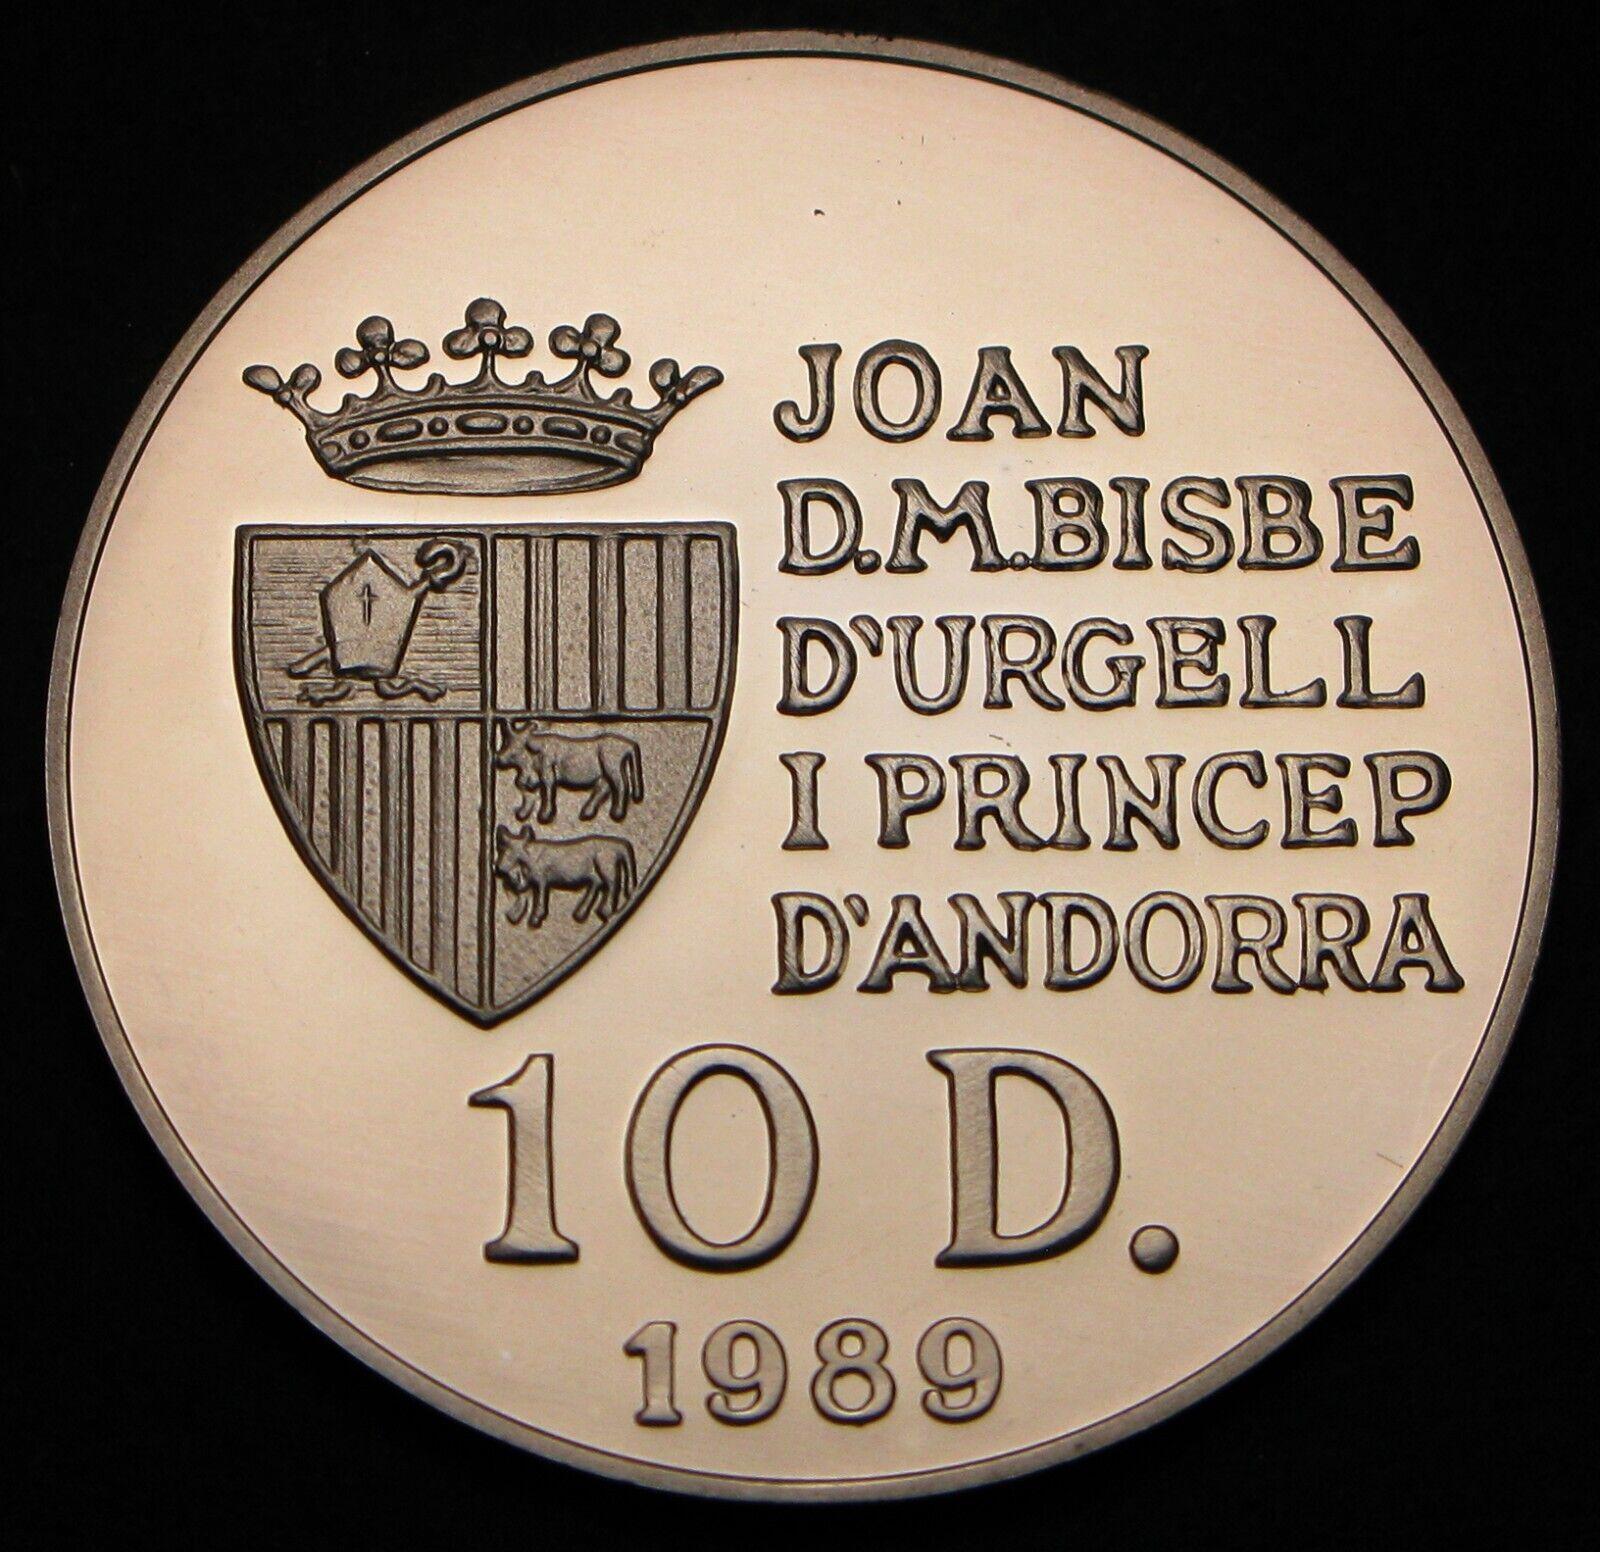 JOAN
D.M.BISBE
D'URGELL
I PRINCEP
D'ANDORRA
10 D.
1989